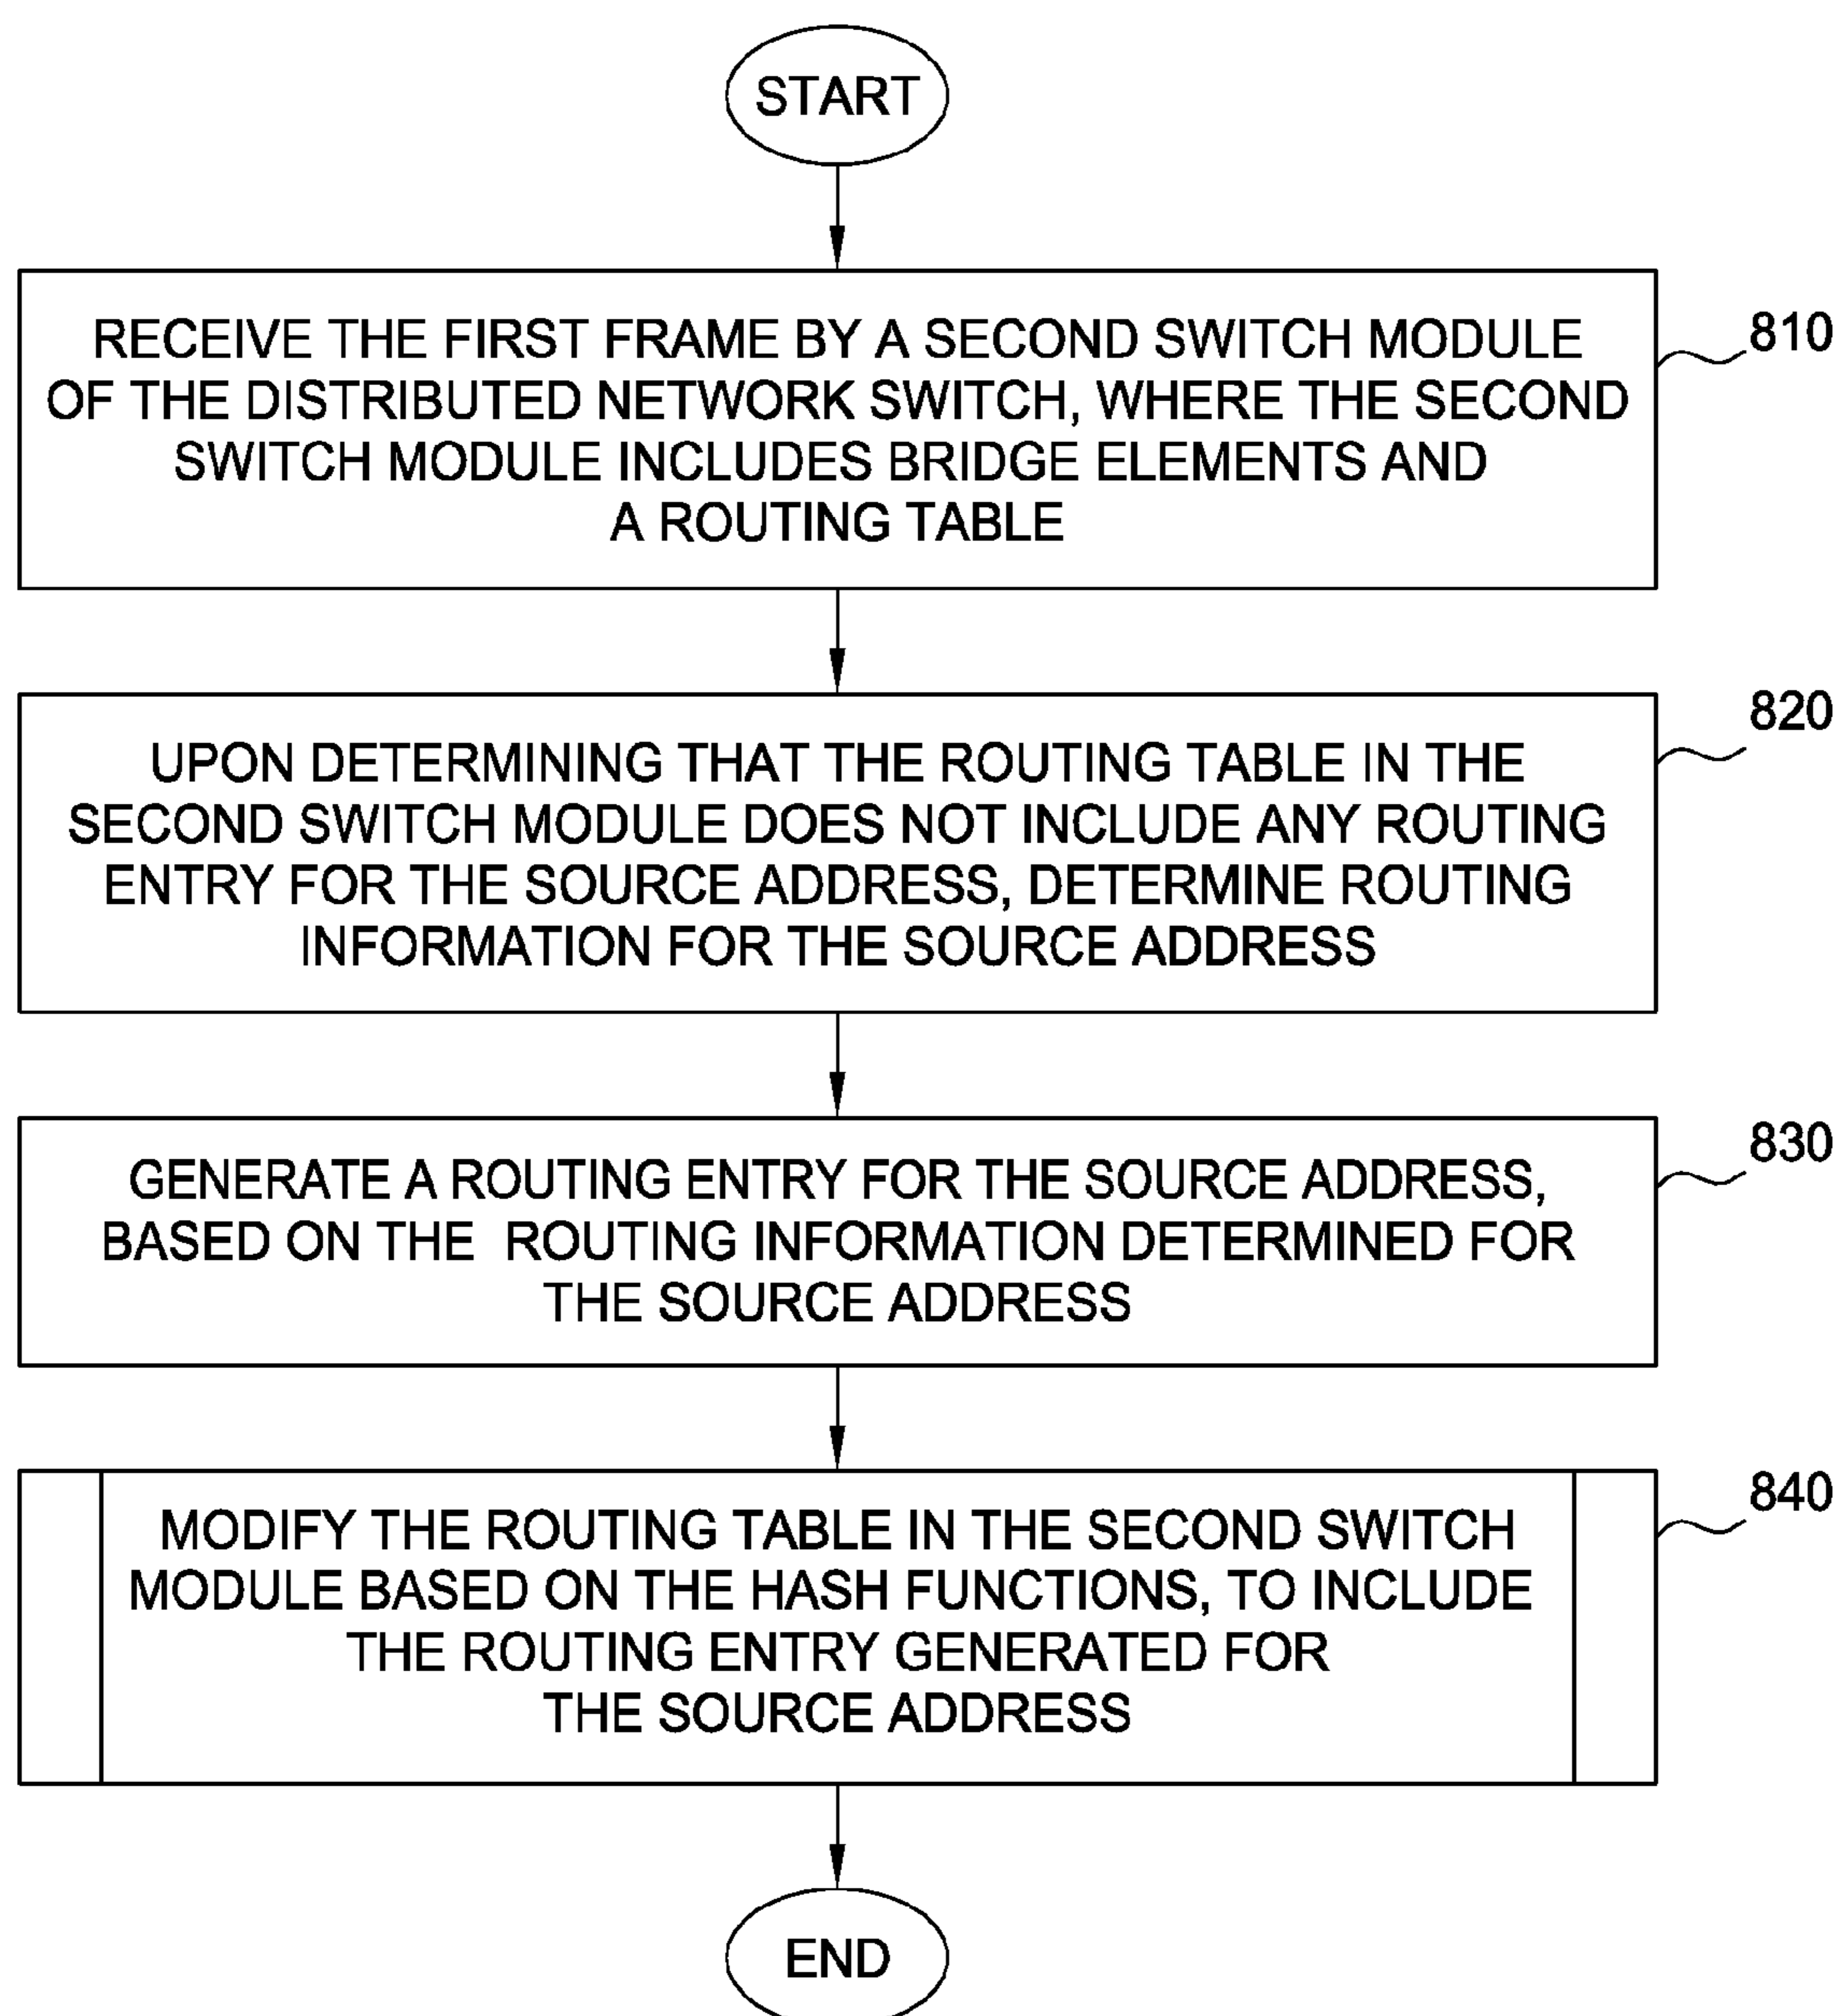 START
RECEIVE THE FIRST FRAME BY A SECOND SWITCH MODULE
OF THE DISTRIBUTED NETWORK SWITCH, WHERE THE SECOND
SWITCH MODULE INCLUDES BRIDGE ELEMENTS AND
A ROUTING TABLE
810
UPON DETERMINING THAT THE ROUTING TABLE IN THE
SECOND SWITCH MODULE DOES NOT INCLUDE ANY ROUTING
ENTRY FOR THE SOURCE ADDRESS, DETERMINE ROUTING
INFORMATION FOR THE SOURCE ADDRESS
820
GENERATE A ROUTING ENTRY FOR THE SOURCE ADDRESS,
BASED ON THE ROUTING INFORMATION DETERMINED FOR
THE SOURCE ADDRESS
830
MODIFY THE ROUTING TABLE IN THE SECOND SWITCH
MODULE BASED ON THE HASH FUNCTIONS, TO INCLUDE
THE ROUTING ENTRY GENERATED FOR
THE SOURCE ADDRESS
840
END